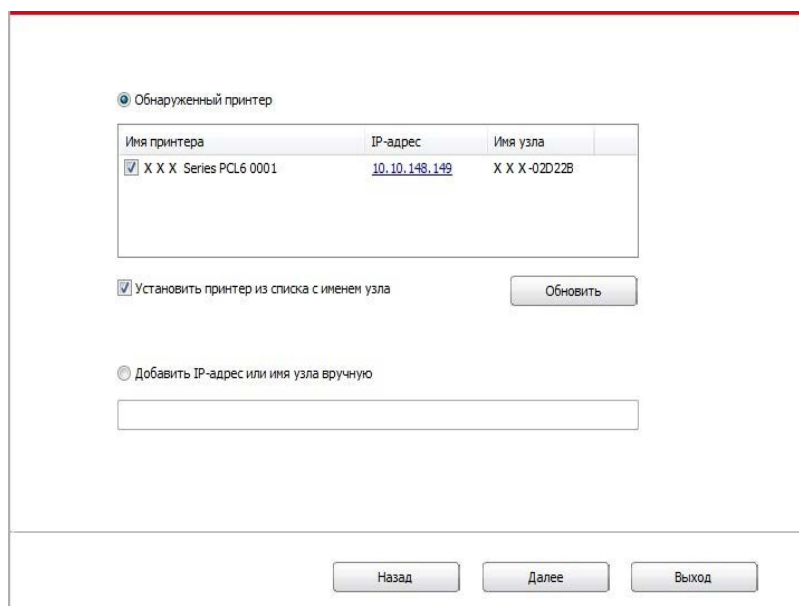 Обнаруженный принтер
Имя принтера IP-адрес Имя узла
X X X Series PCL6 0001 10.10.148.149 X X X-02D22B
Установить принтер из списка с именем узла Обновить
Добавить IP-адрес или имя узла вручную
Назад Далее Выход